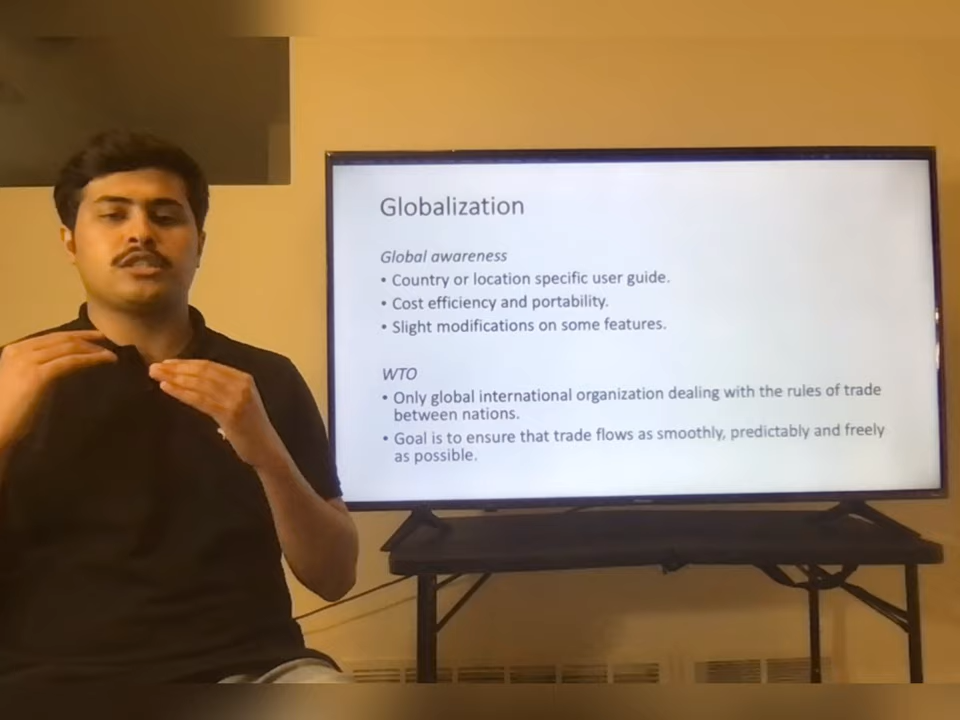 Globalization
Global awareness
• Country or location specific user guide.
• Cost efficiency and portability.
• Slight modifications on some features.
WTO
• Only global international organization dealing with the rules of trade
between nations.
• Goal is to ensure that trade flows as smoothly, predictably and freely
as possible.